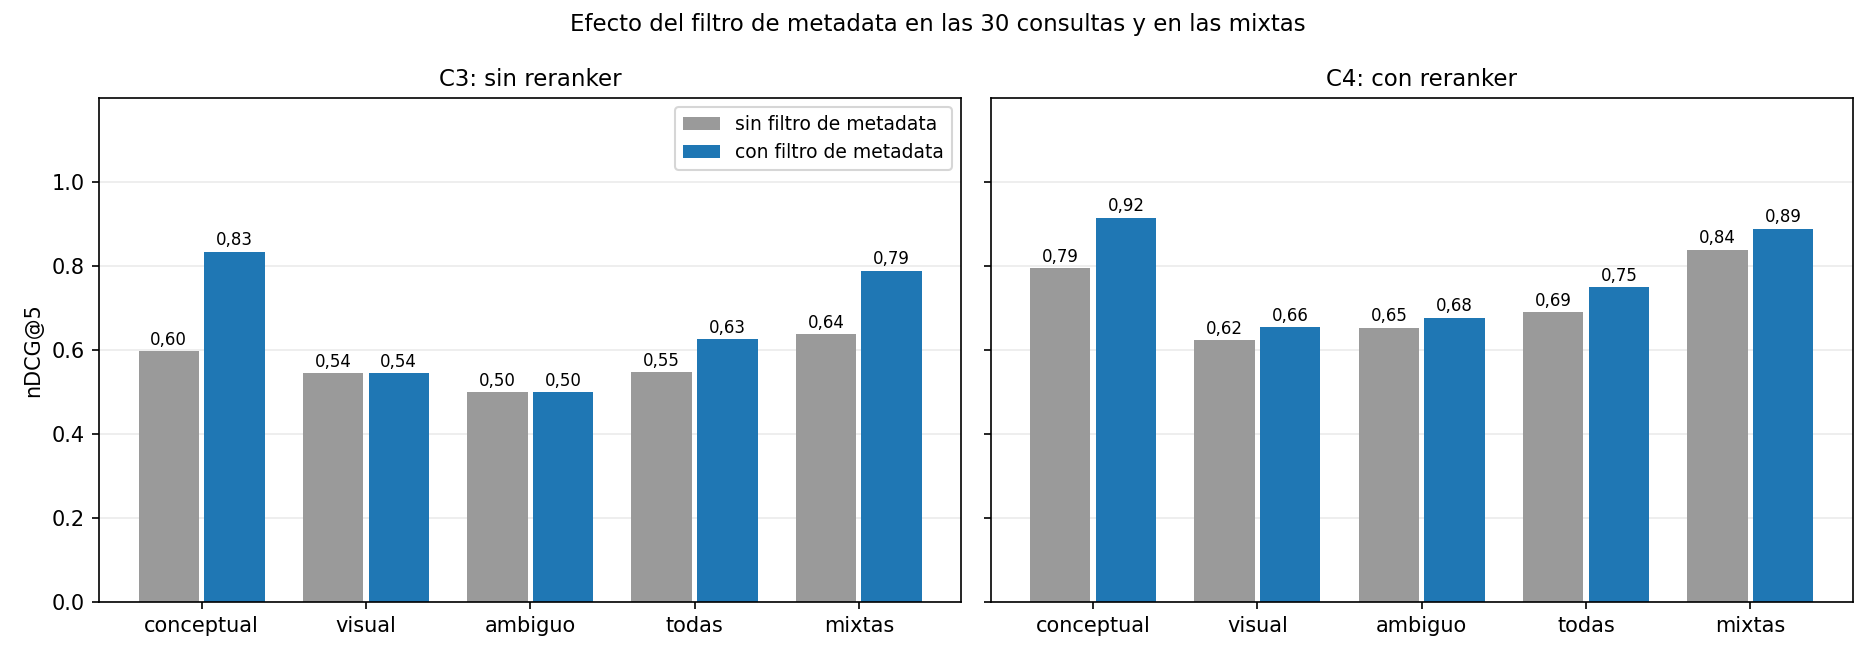 Efecto del filtro de metadata en las 30 consultas y en las mixtas
C3: sin reranker
sin filtro de metadata
con filtro de metadata
nDCG@5
1.0
0.8
0.6
0.4
0.2
0.0
0,60
0,83
0,54
0,54
0,50
0,50
0,55
0,63
0,64
0,79
conceptual
visual
ambiguo
todas
mixtas
C4: con reranker
0,79
0,92
0,62
0,66
0,65
0,68
0,69
0,75
0,84
0,89
conceptual
visual
ambiguo
todas
mixtas